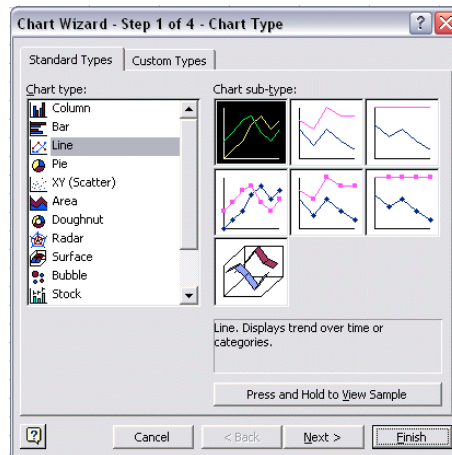 Chart Wizard - Step 1 of 4 - Chart Type
Standard Types
Custom Types
Chart type:
Chart sub-type:
Column
Bar
Line
Pie
XY (Scatter)
Area
Doughnut
Radar
Surface
Bubble
Stock
Line. Displays trend over time or
categories.
Press and Hold to View Sample
Cancel
< Back
Next >
Finish